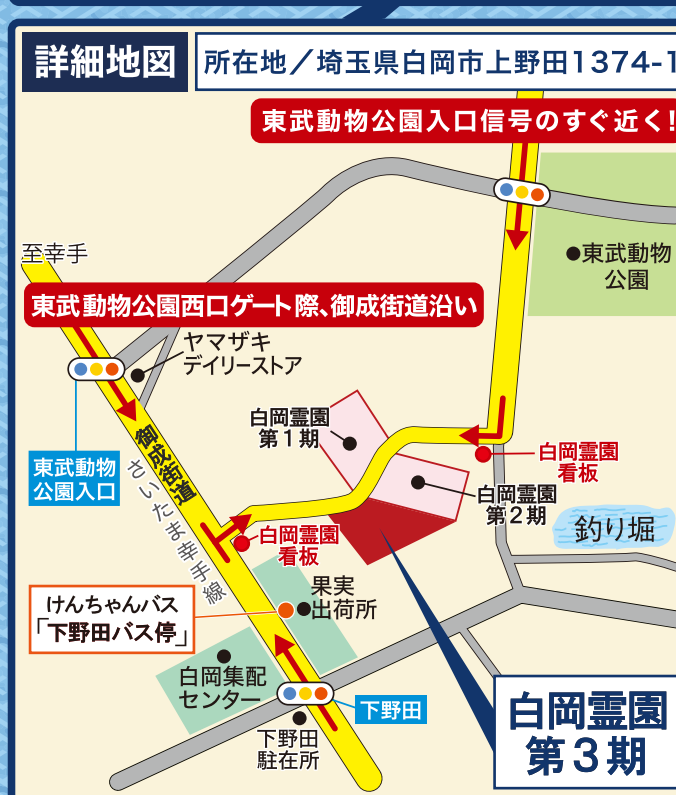 詳細地図
所在地／埼玉県白岡市上野田1374-1
東武動物公園入口信号のすぐ近く!
至幸手
東武動物
公園
東武動物公園西口ゲート際、御成街道沿い
ヤマザキ
デイリーストア
白岡霊園
第1期
御成街道
さいたま幸手線
東武動物
公園入口
白岡霊園
看板
白岡霊園
第2期
釣り堀
白岡霊園
看板
けんちゃんバス
「下野田バス停」
果実
出荷所
白岡集配
センター
下野田
下野田
駐在所
白岡霊園
第3期